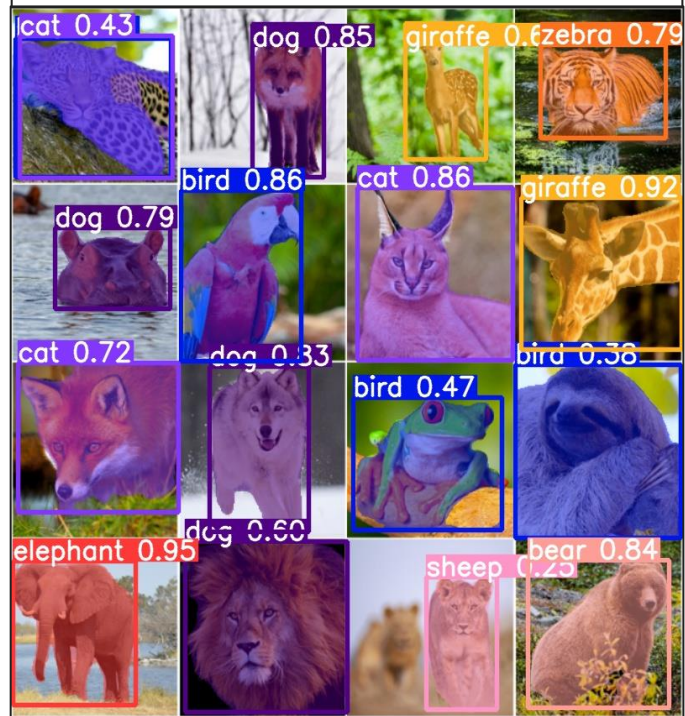 cat 0.43
dog 0.85
giraffe 0.6
zebra 0.79
dog 0.79
bird 0.86
cat 0.86
giraffe 0.92
cat 0.72
dog 0.83
bird 0.47
bird 0.38
elephant 0.95
dog 0.60
sheep 0.25
bear 0.84